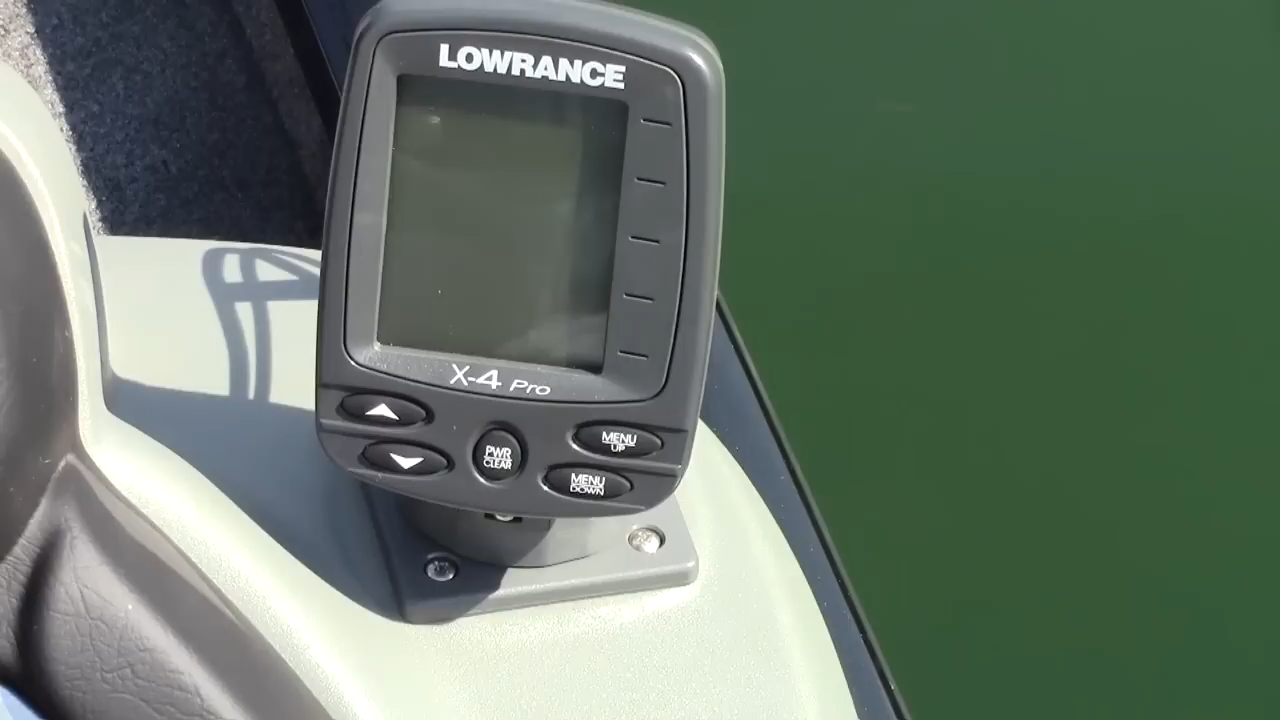 LOWRANCE
X-4 Pro
PWR
CLEAR
MENU
UP
MENU
DOWN